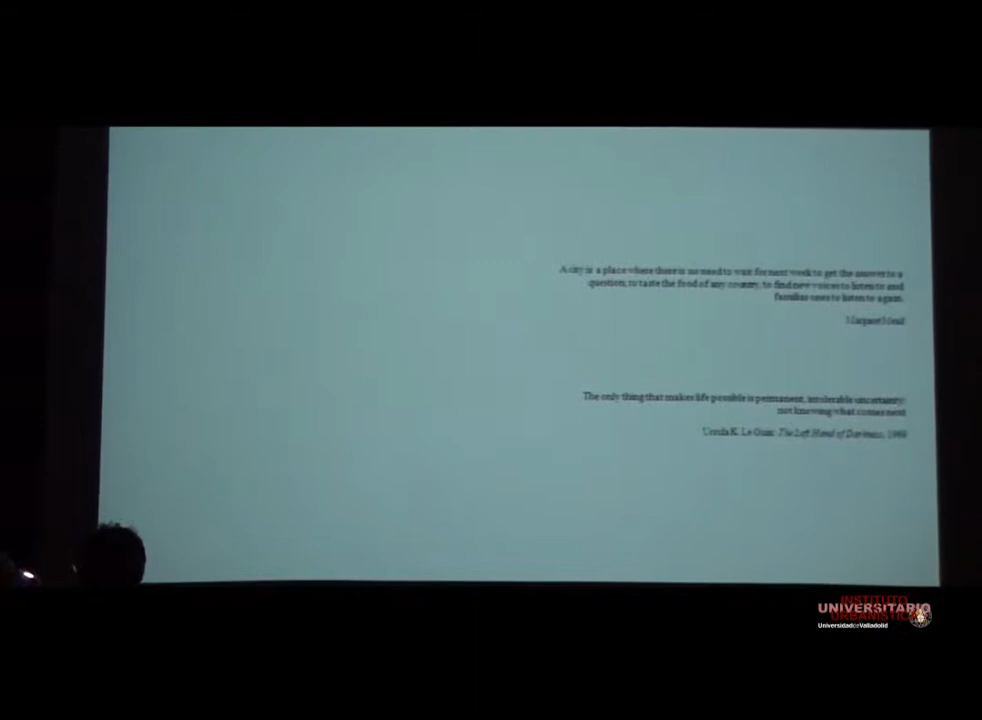 A city is a place where there is no need to wait for next week to get the answer to a
question, to taste the food of any country, to find new voices to listen to and
familiar ones to listen to again.
Margaret Mead
The only thing that makes life possible is permanent, intolerable uncertainty:
not knowing what comes next
Ursula K. Le Guin: The Left Hand of Darkness, 1969
INSTITUTO
UNIVERSITARIO
URBANÍSTICA
UniversidaddeValladolid